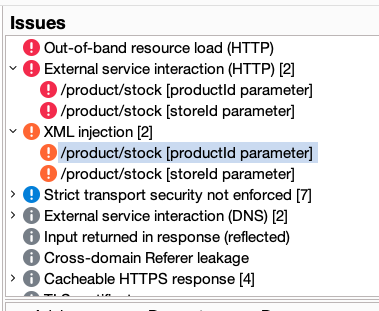 Issues
Out-of-band resource load (HTTP)
External service interaction (HTTP) [2]
/product/stock [productId parameter]
/product/stock [storeId parameter]
XML injection [2]
/product/stock [productId parameter]
/product/stock [storeId parameter]
Strict transport security not enforced [7]
External service interaction (DNS) [2]
Input returned in response (reflected)
Cross-domain Referer leakage
Cacheable HTTPS response [4]